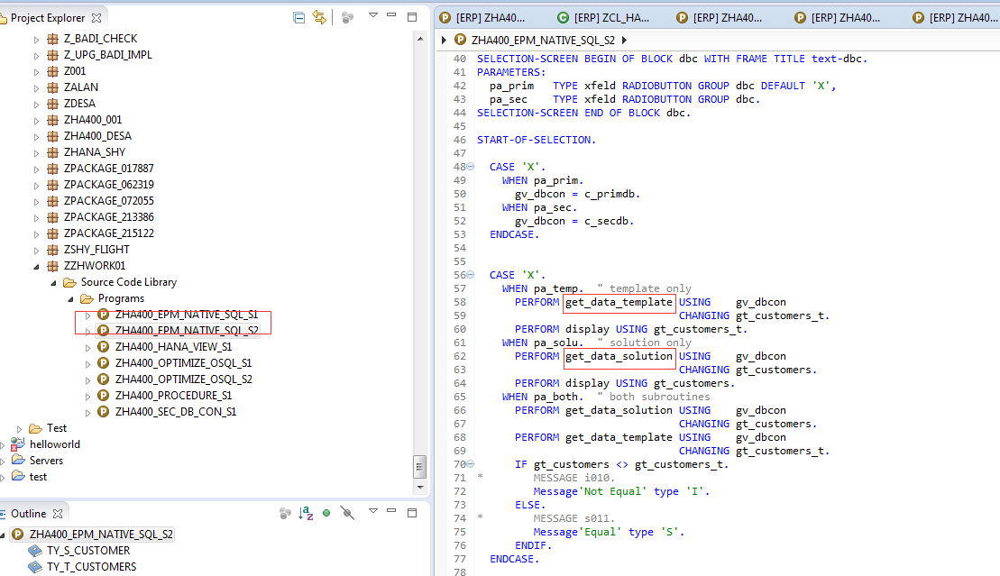 Project Explorer
Z_BADI_CHECK
Z_UPG_BADI_IMPL
Z001
ZALAN
ZDESA
ZHA400_001
ZHA400_DESA
ZHANA_SHY
ZPACKAGE_017887
ZPACKAGE_062319
ZPACKAGE_072055
ZPACKAGE_213386
ZPACKAGE_215122
ZSHY_FLIGHT
ZZHWORK01
Source Code Library
Programs
ZHA400_EPM_NATIVE_SQL_S1
ZHA400_EPM_NATIVE_SQL_S2
ZHA400_HANA_VIEW_S1
ZHA400_OPTIMIZE_OSQL_S1
ZHA400_OPTIMIZE_OSQL_S2
ZHA400_PROCEDURE_S1
ZHA400_SEC_DB_CON_S1
Test
helloworld
Servers
test
Outline
ZHA400_EPM_NATIVE_SQL_S2
TY_S_CUSTOMER
TY_T_CUSTOMERS
[ERP] ZHA40... [ERP] ZCL_HA... [ERP] ZHA40... [ERP] ZHA40... [ERP] ZHA40...
ZHA400_EPM_NATIVE_SQL_S2
40 SELECTION-SCREEN BEGIN OF BLOCK dbc WITH FRAME TITLE text-dbc.
41 PARAMETERS:
42 pa_prim TYPE xfeld RADIOBUTTON GROUP dbc DEFAULT 'X',
43 pa_sec TYPE xfeld RADIOBUTTON GROUP dbc.
44 SELECTION-SCREEN END OF BLOCK dbc.
45
46 START-OF-SELECTION.
47
48 CASE 'X'.
49 WHEN pa_prim.
50 gv_dbcon = c_primdb.
51 WHEN pa_sec.
52 gv_dbcon = c_secdb.
53 ENDCASE.
54
55
56 CASE 'X'.
57 WHEN pa_temp. " template only
58 PERFORM get_data_template USING gv_dbcon
59 CHANGING gt_customers_t.
60 PERFORM display USING gt_customers_t.
61 WHEN pa_solu. " solution only
62 PERFORM get_data_solution USING gv_dbcon
63 CHANGING gt_customers.
64 PERFORM display USING gt_customers.
65 WHEN pa_both. " both subroutines
66 PERFORM get_data_solution USING gv_dbcon
67 CHANGING gt_customers.
68 PERFORM get_data_template USING gv_dbcon
69 CHANGING gt_customers_t.
70 IF gt_customers <> gt_customers_t.
71 * MESSAGE i010.
72 Message'Not Equal' type 'I'.
73 ELSE.
74 * MESSAGE s011.
75 Message'Equal' type 'S'.
76 ENDIF.
77 ENDCASE.
78